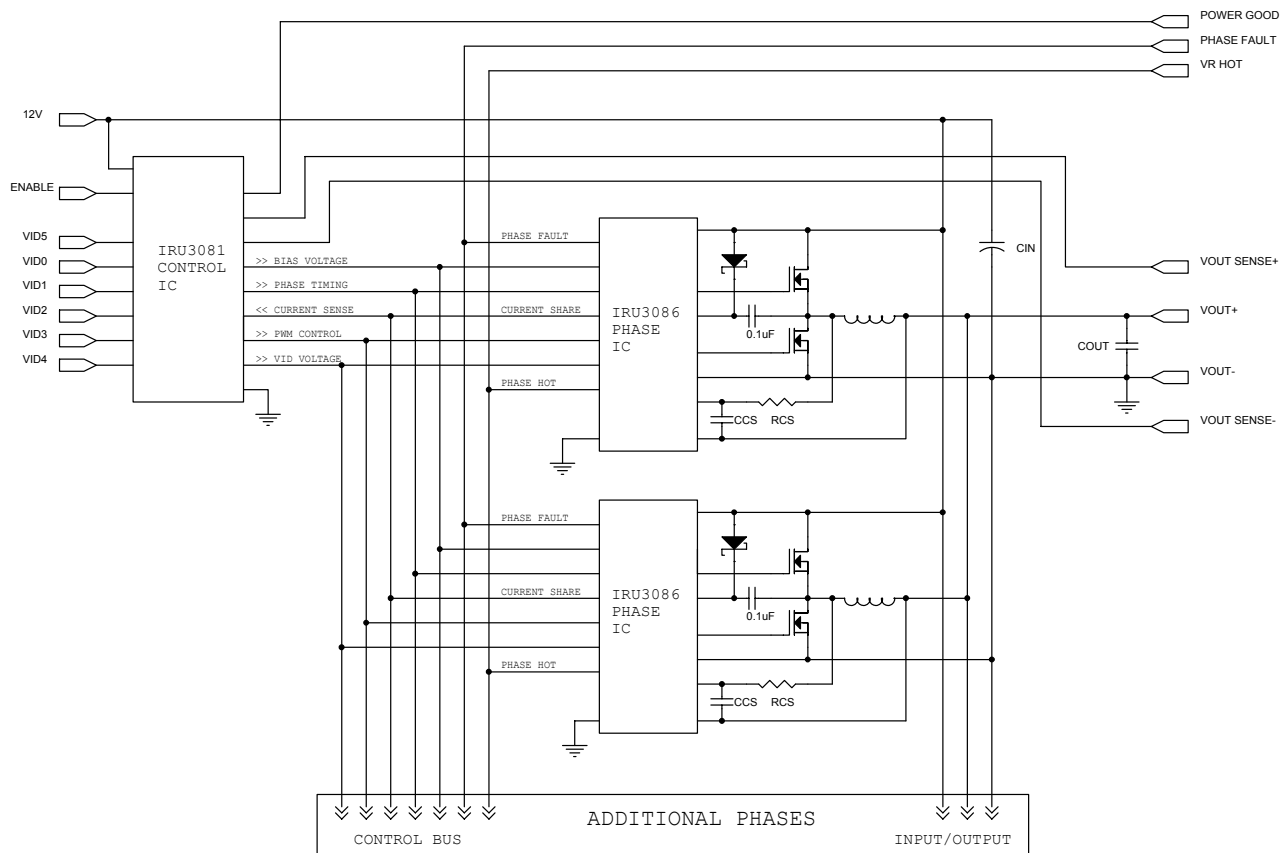 POWER GOOD
PHASE FAULT
VR HOT
12V
ENABLE
VID5
VID0
VID1
VID2
VID3
VID4
IRU3081
CONTROL
IC
>> BIAS VOLTAGE
>> PHASE TIMING
<< CURRENT SENSE
>> PWM CONTROL
>> VID VOLTAGE
PHASE FAULT
CURRENT SHARE
PHASE HOT
IRU3086
PHASE
IC
0.1uF
CCS
RCS
CIN
COUT
VOUT SENSE+
VOUT+
VOUT-
VOUT SENSE-
PHASE FAULT
CURRENT SHARE
PHASE HOT
IRU3086
PHASE
IC
0.1uF
CCS
RCS
ADDITIONAL PHASES
CONTROL BUS
INPUT/OUTPUT